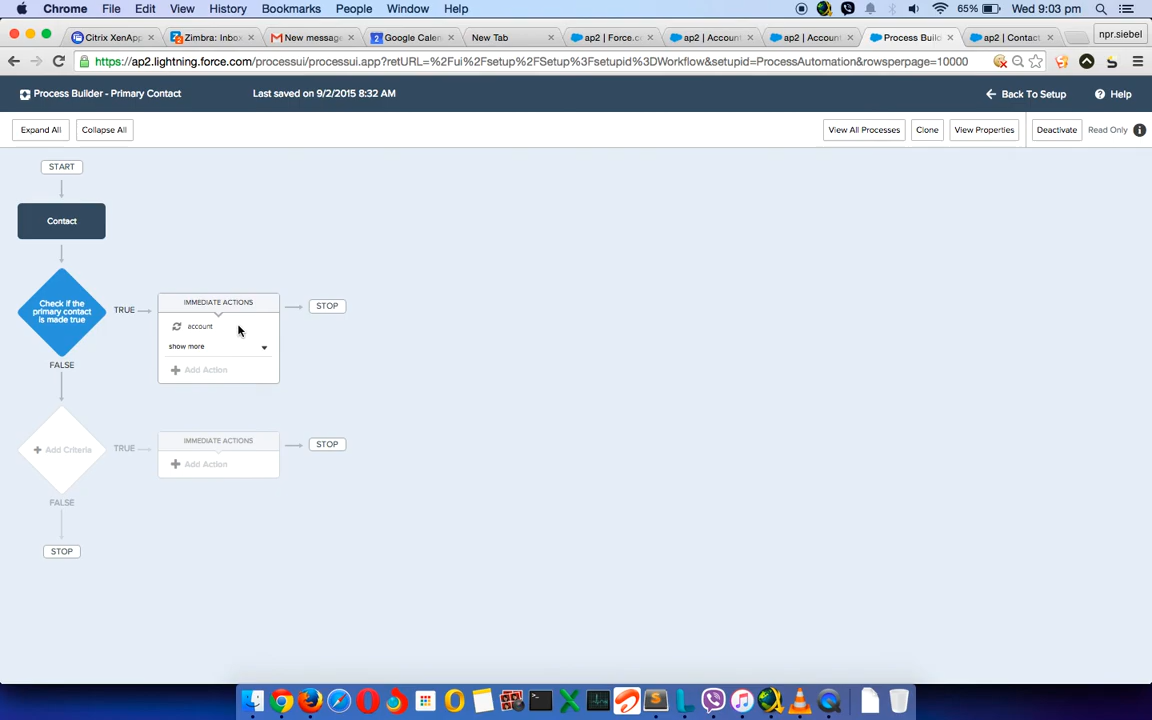 Chrome File Edit View History Bookmarks People Window Help 65% Wed 9:03 pm
Citrix XenApp Zimbra: Inbox New message Google Calen New Tab ap2 | Force.c ap2 | Account ap2 | Account Process Buil ap2 | Contact npr.siebel
https://ap2.lightning.force.com/processui/processui.app?retURL=%2Fui%2Fsetup%2FSetup%3Fsetupid%3DWorkflow&setupid=ProcessAutomation&rowsperpage=10000
Process Builder - Primary Contact Last saved on 9/2/2015 8:32 AM Back To Setup Help
Expand All Collapse All View All Processes Clone View Properties Deactivate Read Only
START
Contact
Check if the
primary contact
is made true
TRUE
IMMEDIATE ACTIONS
account
show more
Add Action
STOP
FALSE
Add Criteria
TRUE
IMMEDIATE ACTIONS
Add Action
STOP
FALSE
STOP